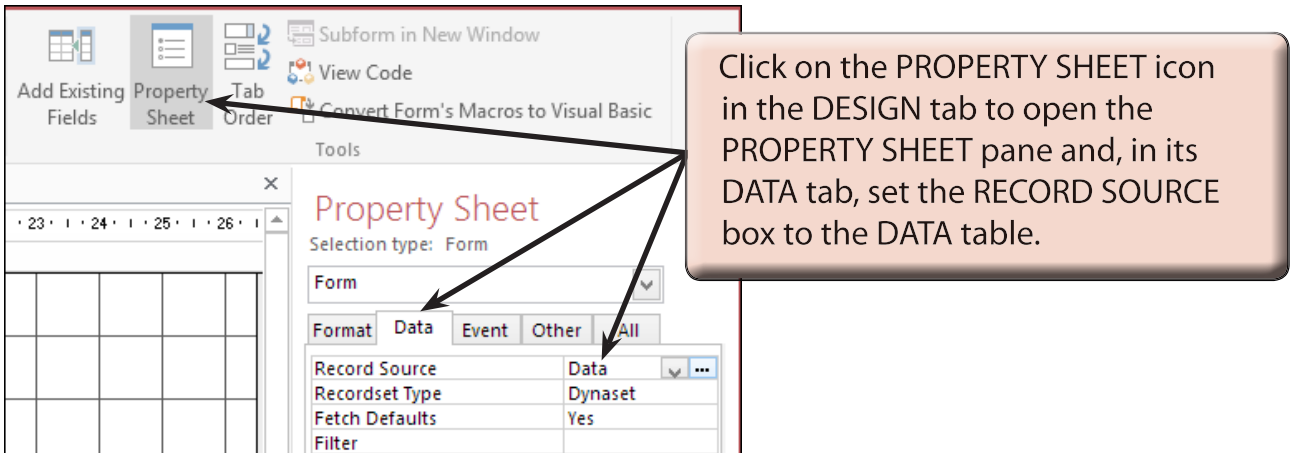 Subform in New Window
View Code
Convert Form's Macros to Visual Basic
Add Existing Fields
Property Sheet
Tab Order
Tools
Click on the PROPERTY SHEET icon
in the DESIGN tab to open the
PROPERTY SHEET pane and, in its
DATA tab, set the RECORD SOURCE
box to the DATA table.
23 24 25 26
Property Sheet
Selection type: Form
Form
Format Data Event Other All
Record Source Data
Recordset Type Dynaset
Fetch Defaults Yes
Filter